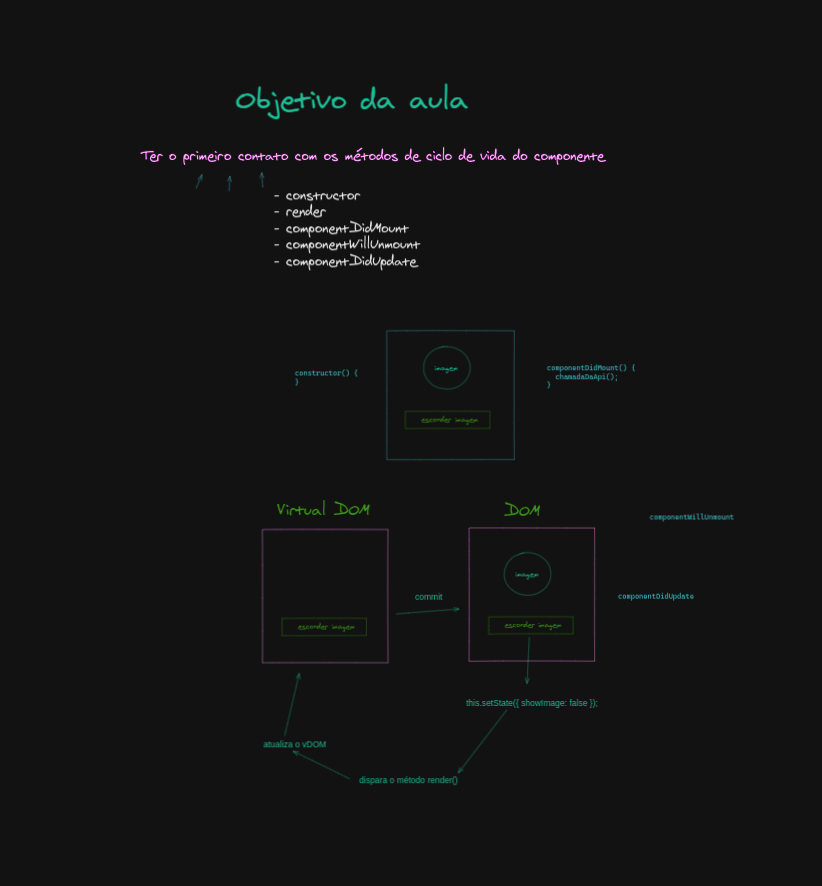 Objetivo da aula
Ter o primeiro contato com os métodos de ciclo de vida do componente
- constructor
- render
- componentDidMount
- componentWillUnmount
- componentDidUpdate
constructor() {
}
imagem
esconder imagem
componentDidMount() {
chamadaDaApi();
}
Virtual DOM
DOM
componentWillUnmount
imagem
commit
componentDidUpdate
esconder imagem
esconder imagem
this.setState({ showImage: false });
atualiza o vDOM
dispara o método render()